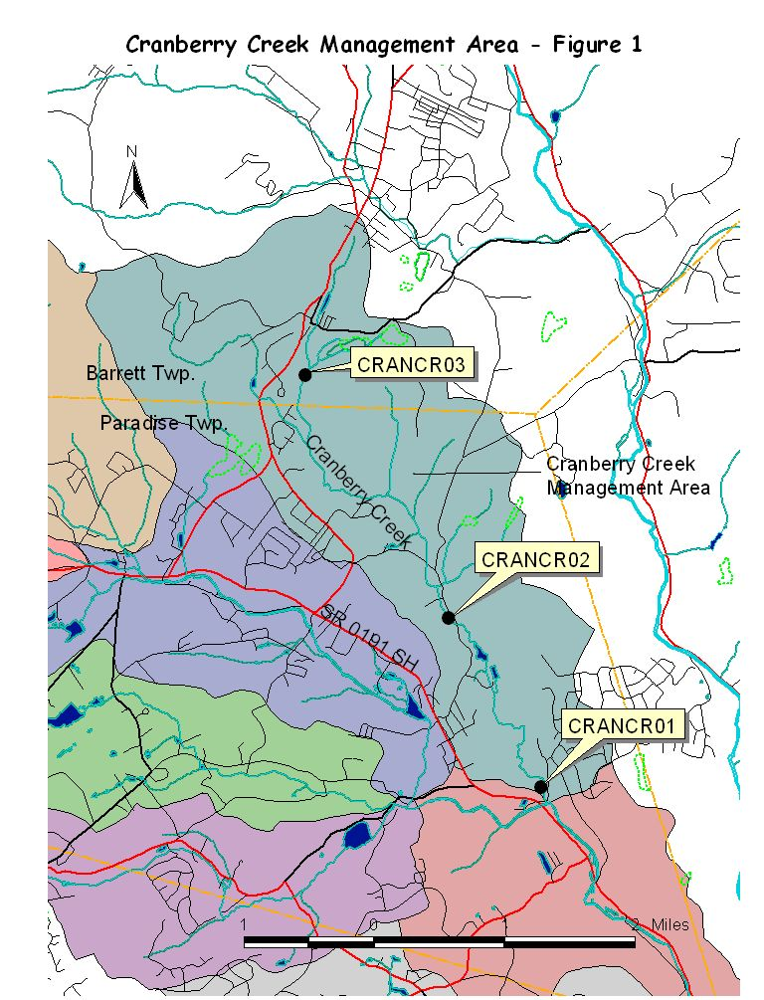 Cranberry Creek Management Area - Figure 1
N
Barrett Twp.
CRANCR03
Paradise Twp.
Cranberry Creek
Cranberry Creek
Management Area
CRANCR02
SR 0191 SH
CRANCR01
1 0 1 2 Miles